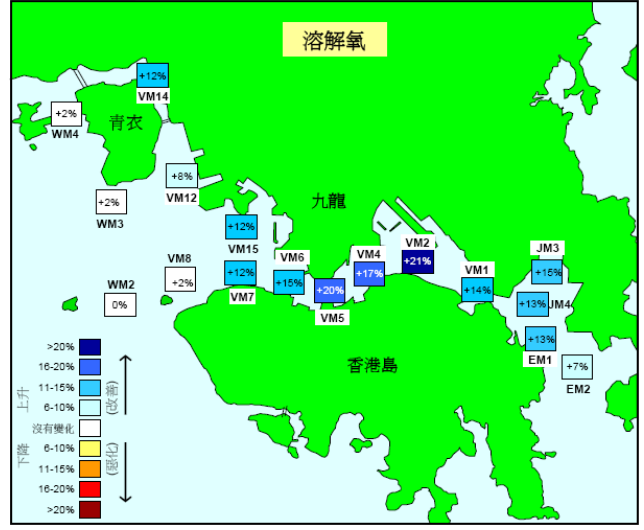 溶解氧
+12%
VM14
+2%
WM4
青衣
+8%
VM12
+2%
WM3
九龍
+12%
VM15
VM8
+2%
WM2
0%
+12%
VM7
VM6
+15%
+20%
VM5
VM4
+17%
VM2
+21%
VM1
+14%
JM3
+15%
+13%
JM4
+13%
EM1
+7%
EM2
香港島
>20%
16-20%
11-15%
6-10%
上升
(改善)
沒有變化
6-10%
11-15%
16-20%
>20%
下降
(惡化)